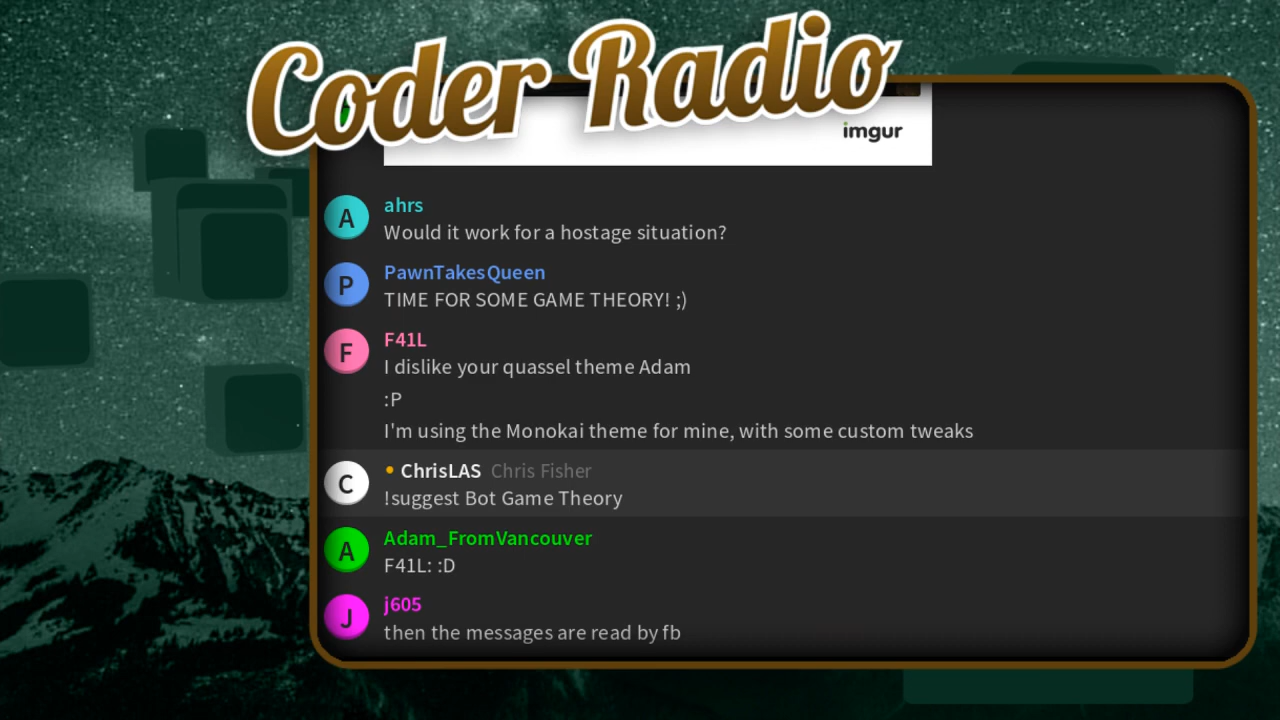 Coder Radio
imgur
A
ahrs
Would it work for a hostage situation?
P
PawnTakesQueen
TIME FOR SOME GAME THEORY! ;)
F
F41L
I dislike your quassel theme Adam
:P
I'm using the Monokai theme for mine, with some custom tweaks
C
• ChrisLAS Chris Fisher
!suggest Bot Game Theory
A
Adam_FromVancouver
F41L: :D
J
j605
then the messages are read by fb